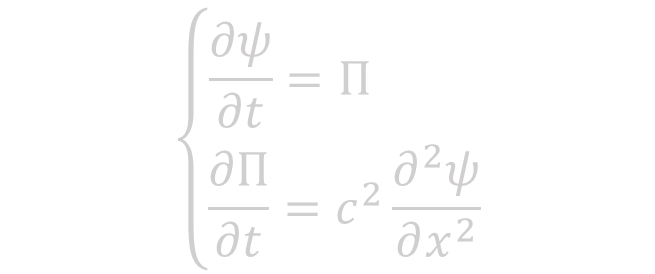 ∂ψ/∂t = Π
∂Π/∂t = c² ∂²ψ/∂x²